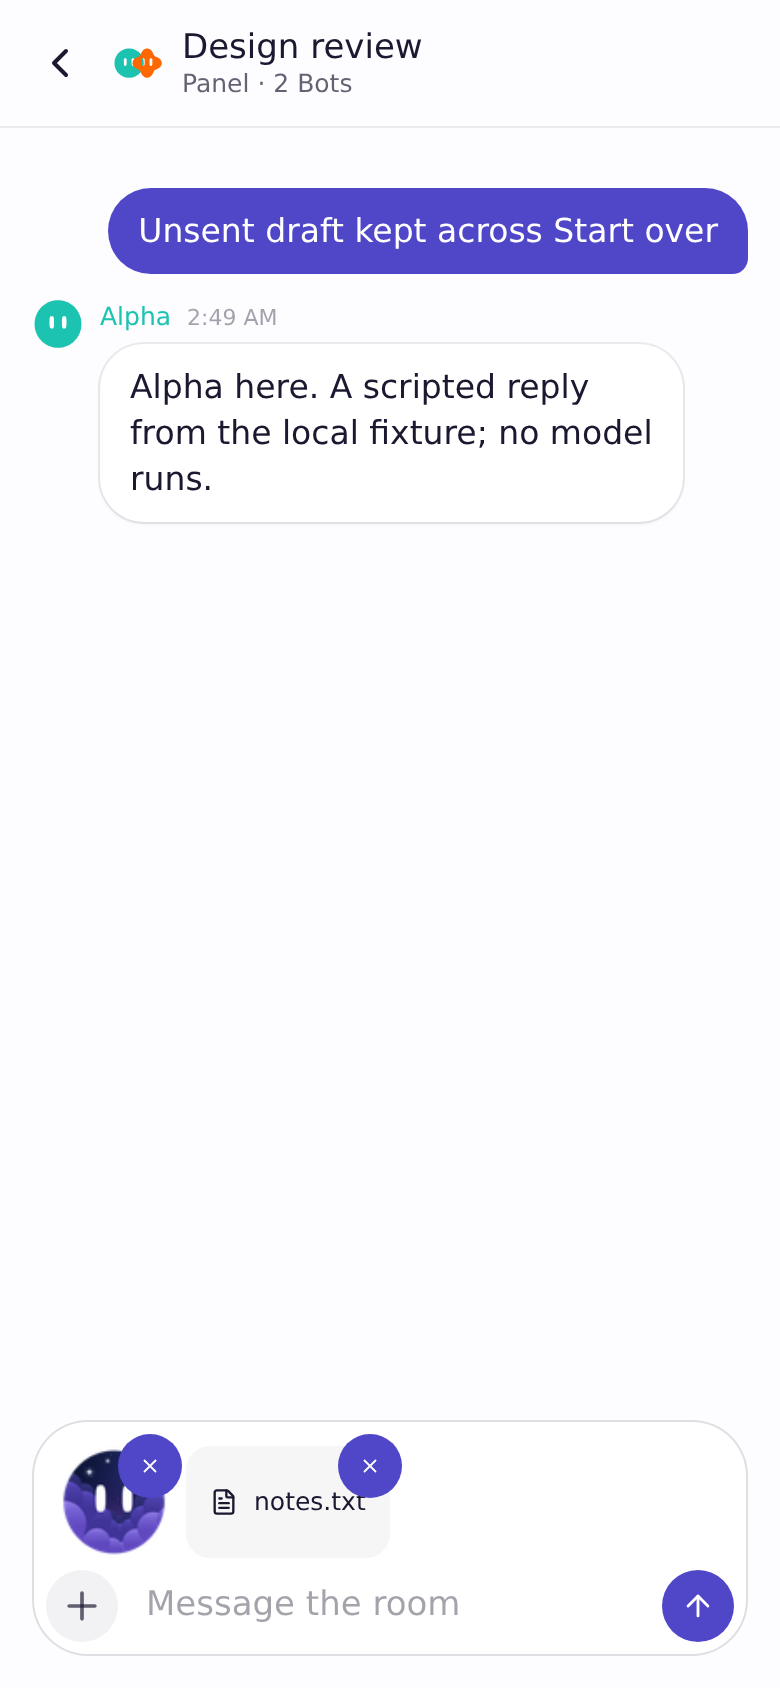 Design review
Panel · 2 Bots
Unsent draft kept across Start over
Alpha 2:49 AM
Alpha here. A scripted reply
from the local fixture; no model
runs.
notes.txt
Message the room